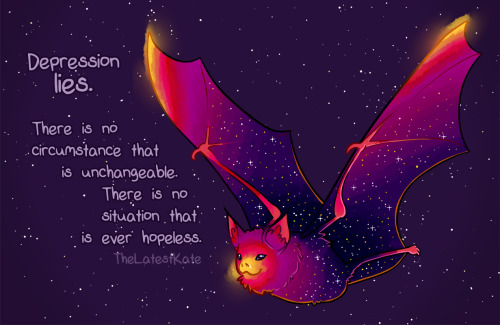 Depression
lies.
There is no
circumstance that
is unchangeable.
There is no
situation that
is ever hopeless.
TheLatestKate